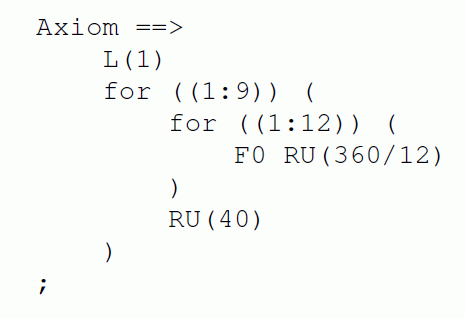 Axiom ==>
    L(1)
    for ((1:9)) (
        for ((1:12)) (
            F0 RU(360/12)
        )
        RU(40)
    )
;